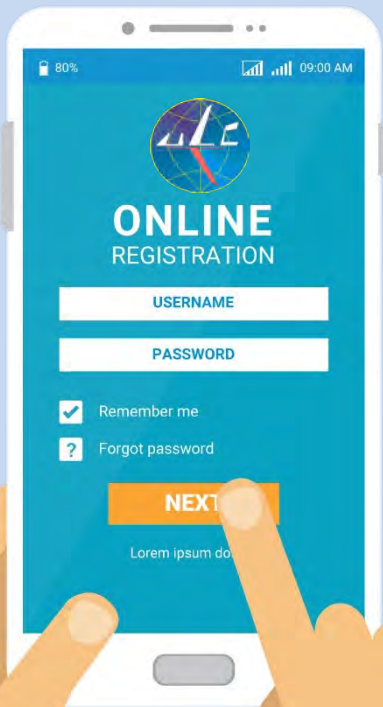 80%
09:00 AM
ONLINE
REGISTRATION
USERNAME
PASSWORD
Remember me
?
Forgot password
NEXT
Lorem ipsum do